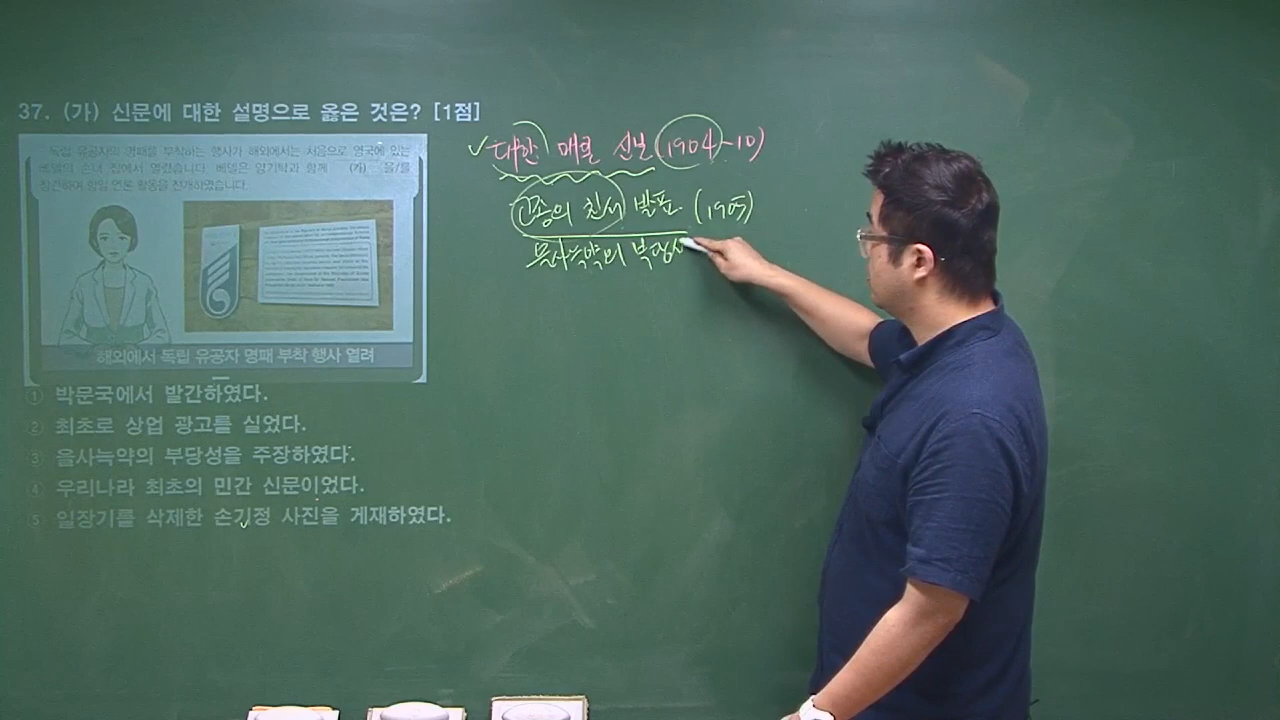 37. (가) 신문에 대한 설명으로 옳은 것은? [1점]
독립 유공자의 명패를 부착하는 행사가 해외에서는 처음으로 영국에 있는
베델의 손녀 집에서 열렸습니다. 베델은 양기탁과 함께 (가) 을/를
창간하여 항일 언론 활동을 전개하였습니다.
해외에서 독립 유공자 명패 부착 행사 열려
① 박문국에서 발간하였다.
② 최초로 상업 광고를 실었다.
③ 을사늑약의 부당성을 주장하였다.
④ 우리나라 최초의 민간 신문이었다.
⑤ 일장기를 삭제한 손기정 사진을 게재하였다.
대한 매일 신보 (1904~10)
고종의 친서 발표
을사늑약의 부당성